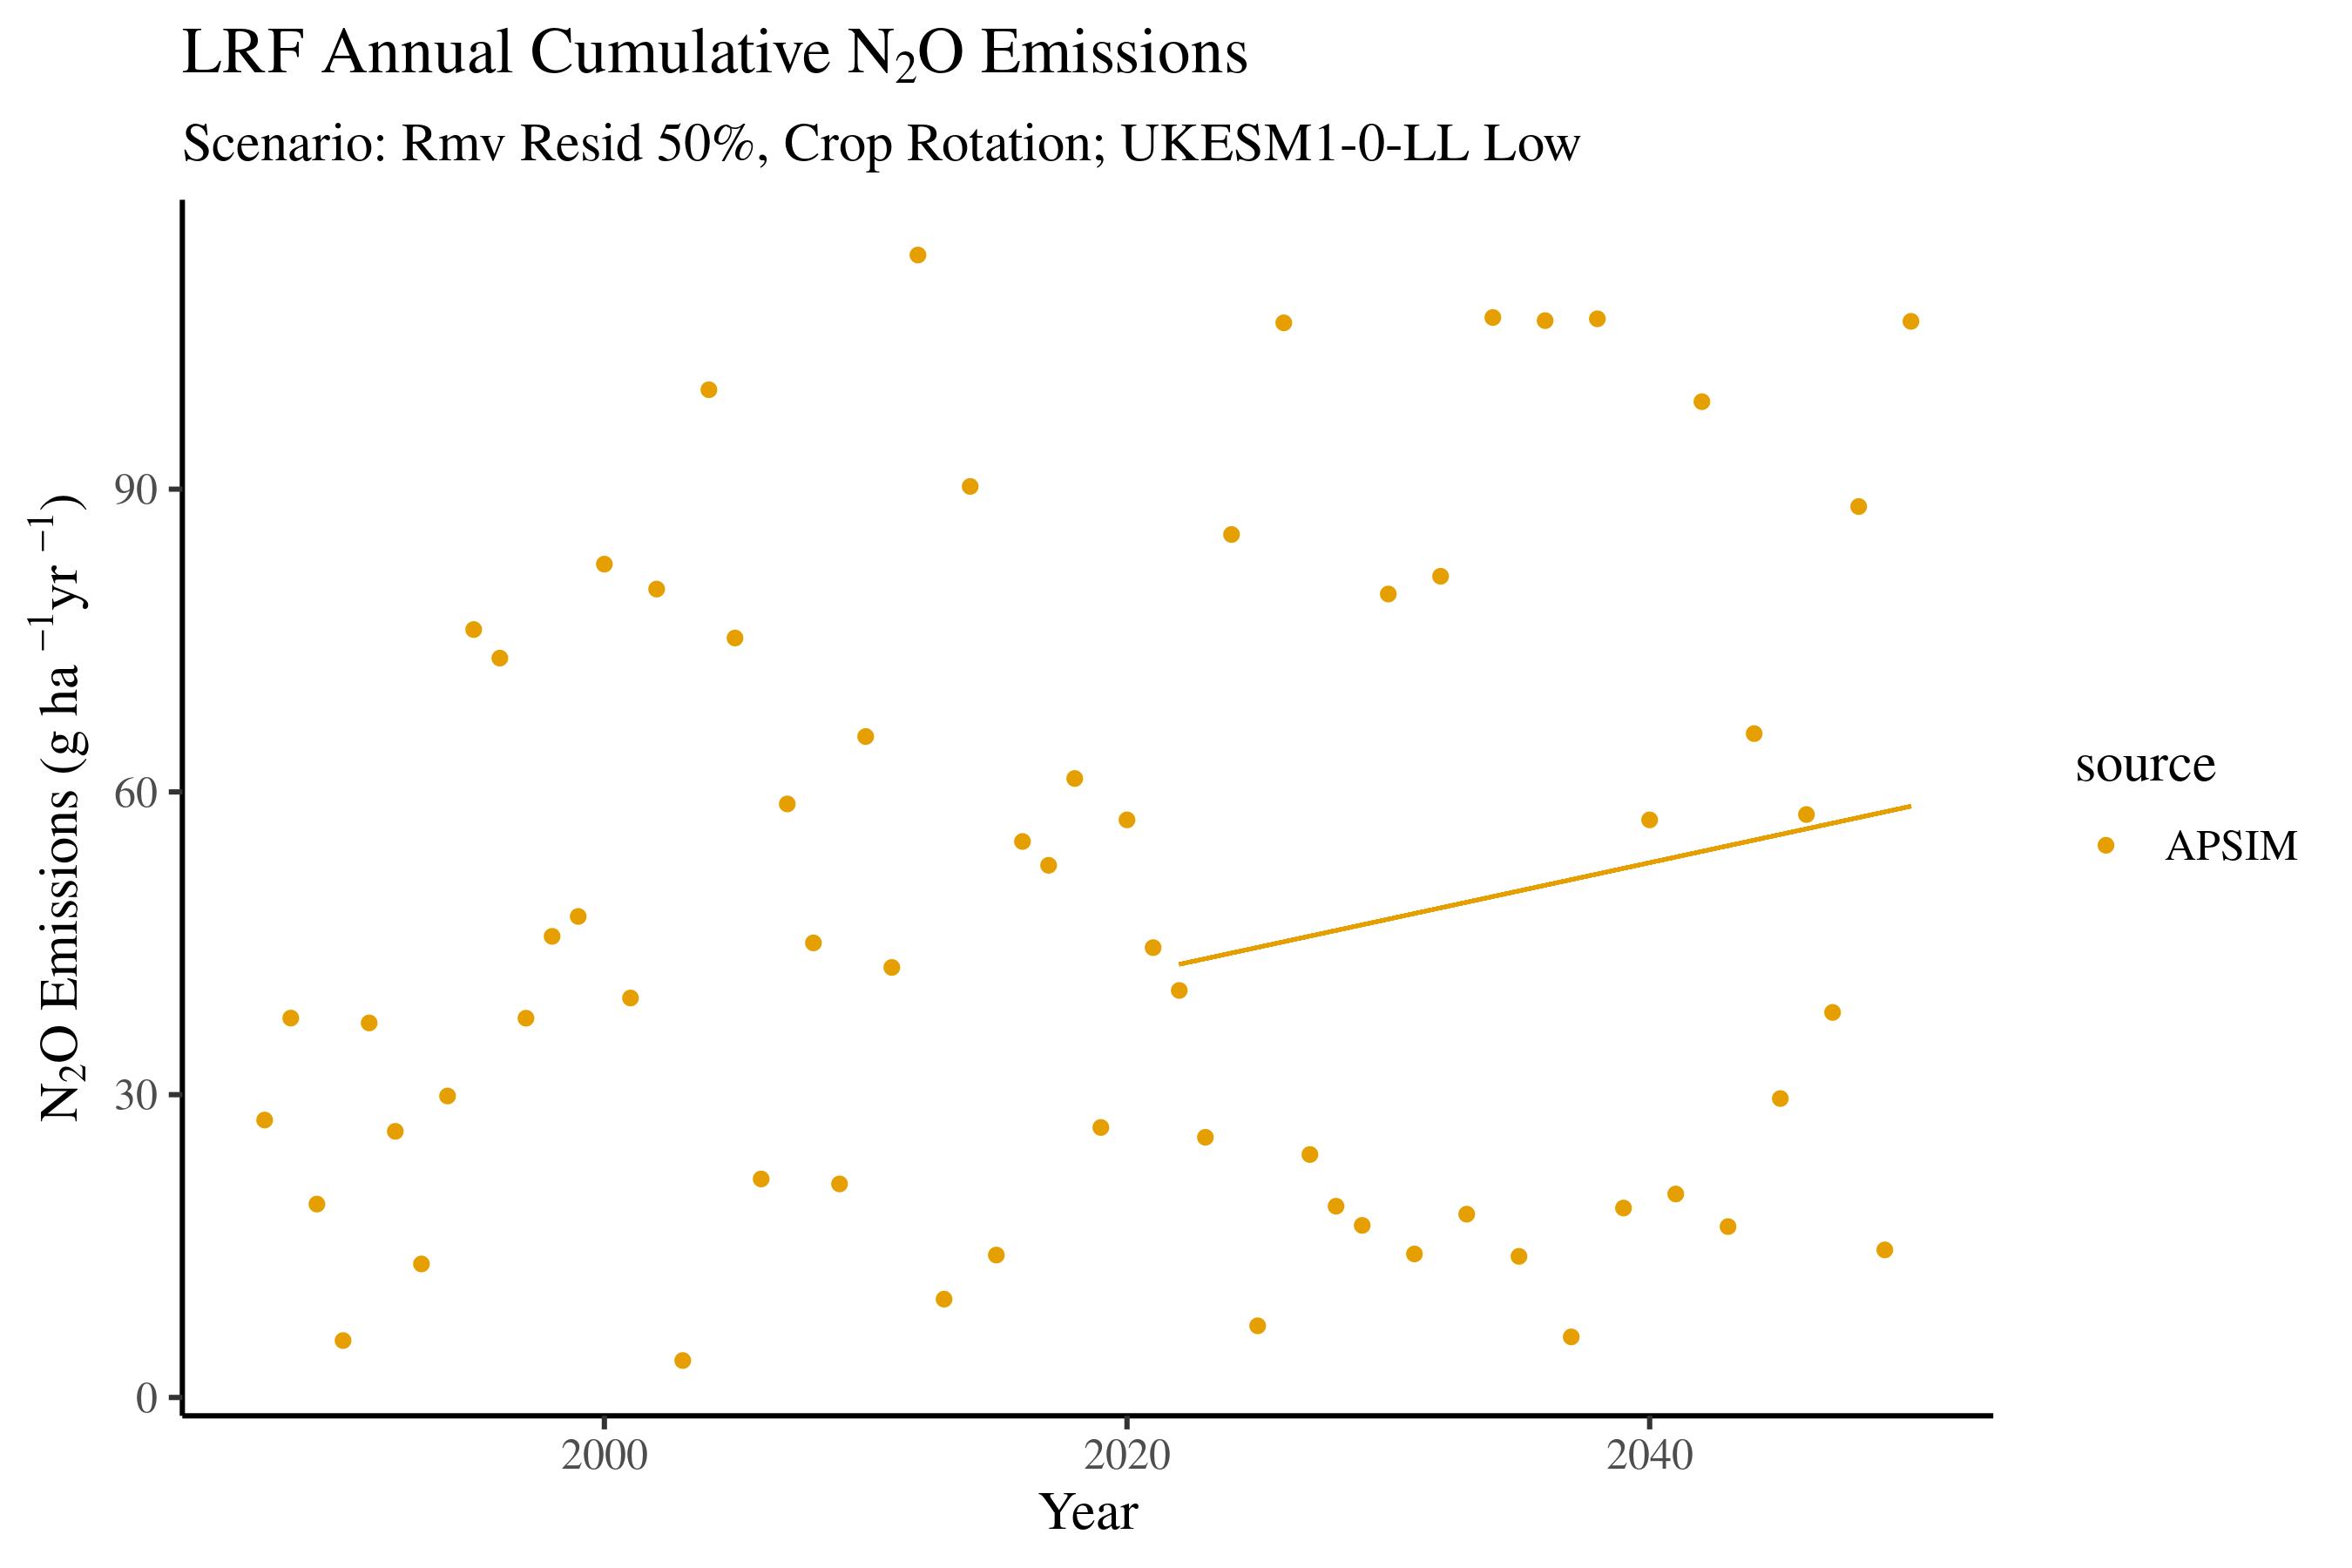 LRF Annual Cumulative N₂O Emissions
Scenario: Rmv Resid 50%, Crop Rotation; UKESM1-0-LL Low
N₂O Emissions (g ha⁻¹yr⁻¹)
90
60
30
0
2000 2020 2040
Year
source
APSIM